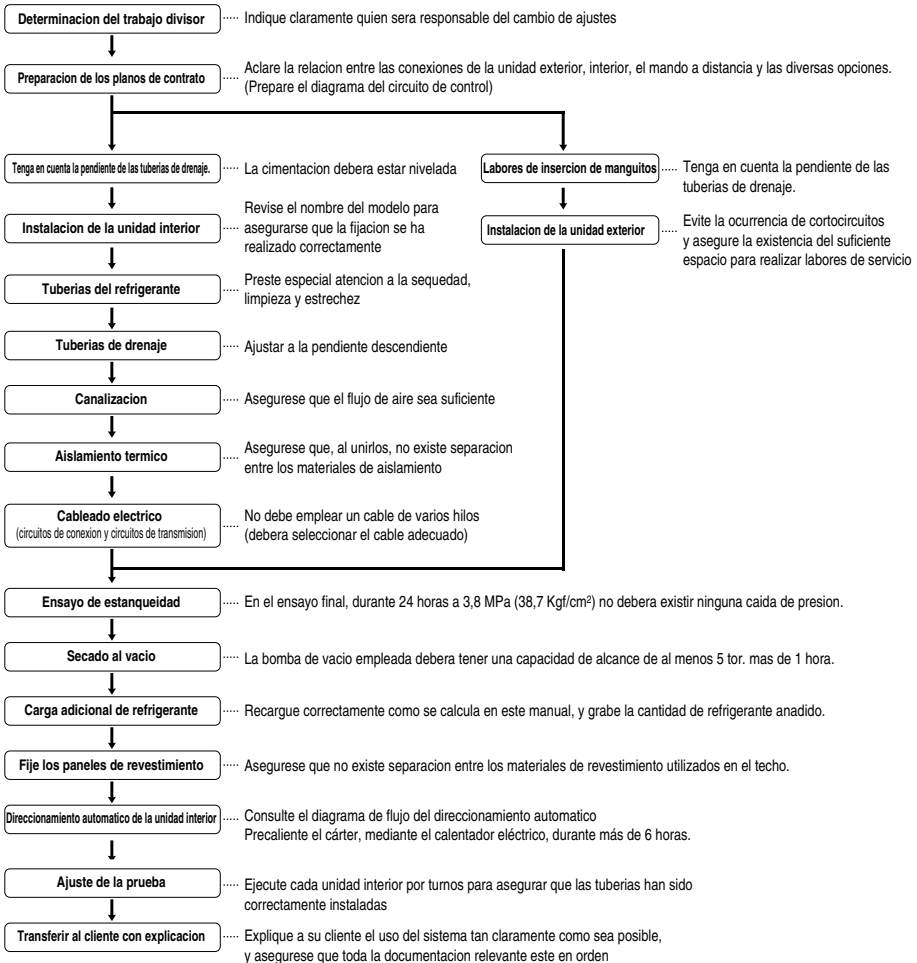 Determinacion del trabajo divisor ····· Indique claramente quien sera responsable del cambio de ajustes
Preparacion de los planos de contrato ····· Aclare la relacion entre las conexiones de la unidad exterior, interior, el mando a distancia y las diversas opciones.
(Prepare el diagrama del circuito de control)
Tenga en cuenta la pendiente de las tuberias de drenaje. ····· La cimentacion debera estar nivelada
Labores de insercion de manguitos ····· Tenga en cuenta la pendiente de las
tuberias de drenaje.
Instalacion de la unidad interior ····· Revise el nombre del modelo para
asegurarse que la fijacion se ha
realizado correctamente
Instalacion de la unidad exterior ····· Evite la ocurrencia de cortocircuitos
y asegure la existencia del suficiente
espacio para realizar labores de servicio
Tuberias del refrigerante ····· Preste especial atencion a la sequedad,
limpieza y estrechez
Tuberias de drenaje ····· Ajustar a la pendiente descendiente
Canalizacion ····· Asegurese que el flujo de aire sea suficiente
Aislamiento termico ····· Asegurese que, al unirlos, no existe separacion
entre los materiales de aislamiento
Cableado electrico
(circuitos de conexion y circuitos de transmision) ····· No debe emplear un cable de varios hilos
(debera seleccionar el cable adecuado)
Ensayo de estanqueidad ····· En el ensayo final, durante 24 horas a 3,8 MPa (38,7 Kgf/cm²) no debera existir ninguna caida de presion.
Secado al vacio ····· La bomba de vacio empleada debera tener una capacidad de alcance de al menos 5 tor. mas de 1 hora.
Carga adicional de refrigerante ····· Recargue correctamente como se calcula en este manual, y grabe la cantidad de refrigerante anadido.
Fije los paneles de revestimiento ····· Asegurese que no existe separacion entre los materiales de revestimiento utilizados en el techo.
Direccionamiento automatico de la unidad interior ····· Consulte el diagrama de flujo del direccionamiento automatico
Precaliente el cárter, mediante el calentador eléctrico, durante más de 6 horas.
Ajuste de la prueba ····· Ejecute cada unidad interior por turnos para asegurar que las tuberias han sido
correctamente instaladas
Transferir al cliente con explicacion ····· Explique a su cliente el uso del sistema tan claramente como sea posible,
y asegurese que toda la documentacion relevante este en orden